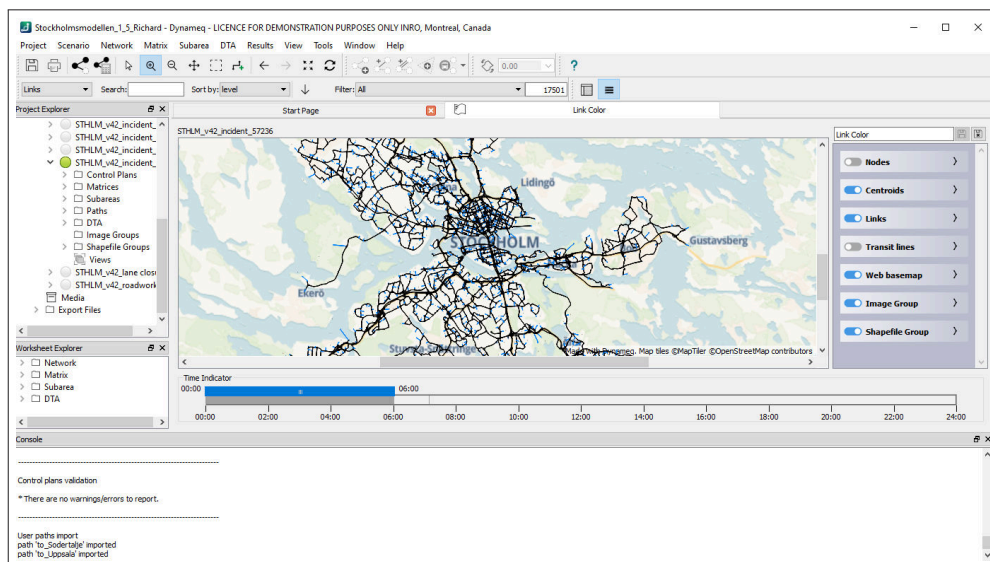 Stockholmsmodellen_1_5_Richard - Dynameq - LICENCE FOR DEMONSTRATION PURPOSES ONLY INRO, Montreal, Canada
Project Scenario Network Matrix Subarea DTA Results View Tools Window Help
0.00
Links Search: Sort by: level Filter: All 17501
Project Explorer
Start Page
Link Color
STHLM_v42_incident_
STHLM_v42_incident_
STHLM_v42_incident_
STHLM_v42_incident_
Control Plans
Matrices
Subareas
Paths
DTA
Image Groups
Shapefile Groups
Views
STHLM_v42_lane clos
STHLM_v42_roadwork
Media
Export Files
STHLM_v42_incident_57236
Lidingö
STOCKHOLM
Gustavsberg
Ekerö
Made with Dynameq. Map tiles ©MapTiler ©OpenStreetMap contributors
Link Color
Nodes
Centroids
Links
Transit lines
Web basemap
Image Group
Shapefile Group
Worksheet Explorer
Network
Matrix
Subarea
DTA
Time Indicator
00:00 06:00
00:00 02:00 04:00 06:00 08:00 10:00 12:00 14:00 16:00 18:00 20:00 22:00 24:00
Console
Control plans validation
* There are no warnings/errors to report.
User paths import
path 'to_Sodertalje' imported
path 'to_Uppsala' imported